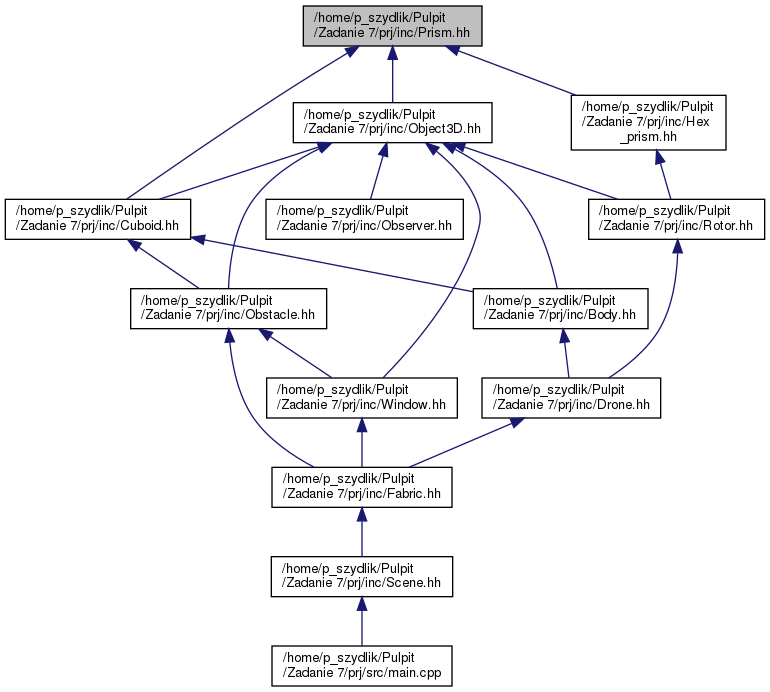 /home/p_szydlik/Pulpit
/Zadanie 7/prj/inc/Prism.hh
/home/p_szydlik/Pulpit
/Zadanie 7/prj/inc/Object3D.hh
/home/p_szydlik/Pulpit
/Zadanie 7/prj/inc/Hex
_prism.hh
/home/p_szydlik/Pulpit
/Zadanie 7/prj/inc/Cuboid.hh
/home/p_szydlik/Pulpit
/Zadanie 7/prj/inc/Observer.hh
/home/p_szydlik/Pulpit
/Zadanie 7/prj/inc/Rotor.hh
/home/p_szydlik/Pulpit
/Zadanie 7/prj/inc/Obstacle.hh
/home/p_szydlik/Pulpit
/Zadanie 7/prj/inc/Body.hh
/home/p_szydlik/Pulpit
/Zadanie 7/prj/inc/Window.hh
/home/p_szydlik/Pulpit
/Zadanie 7/prj/inc/Drone.hh
/home/p_szydlik/Pulpit
/Zadanie 7/prj/inc/Fabric.hh
/home/p_szydlik/Pulpit
/Zadanie 7/prj/inc/Scene.hh
/home/p_szydlik/Pulpit
/Zadanie 7/prj/src/main.cpp